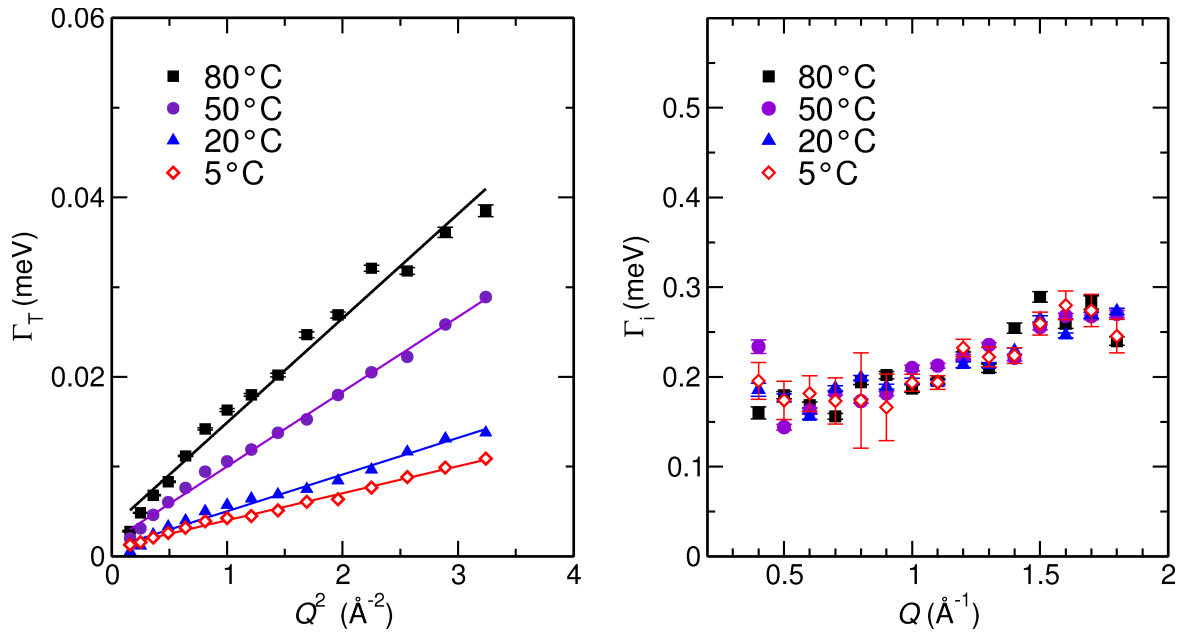 0.06
0.04
0.02
0
Γ_T (meV)
80°C
50°C
20°C
5°C
0 1 2 3 4
Q² (Å⁻²)
0.5
0.4
0.3
0.2
0.1
0
Γ_i (meV)
80°C
50°C
20°C
5°C
0.5 1 1.5 2
Q (Å⁻¹)